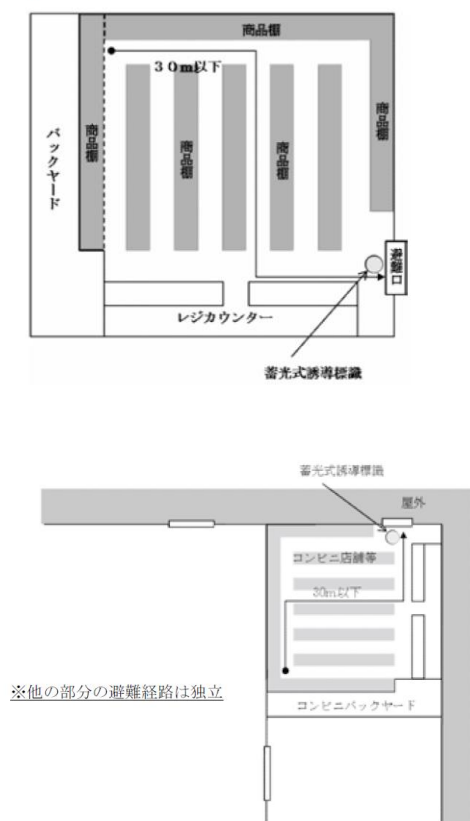 商品棚
30m以下
バックヤード
商品棚
商品棚
商品棚
商品棚
避難口
レジカウンター
蓄光式誘導標識
蓄光式誘導標識
屋外
コンビニ店舗等
30m以下
※他の部分の避難経路は独立
コンビニバックヤード